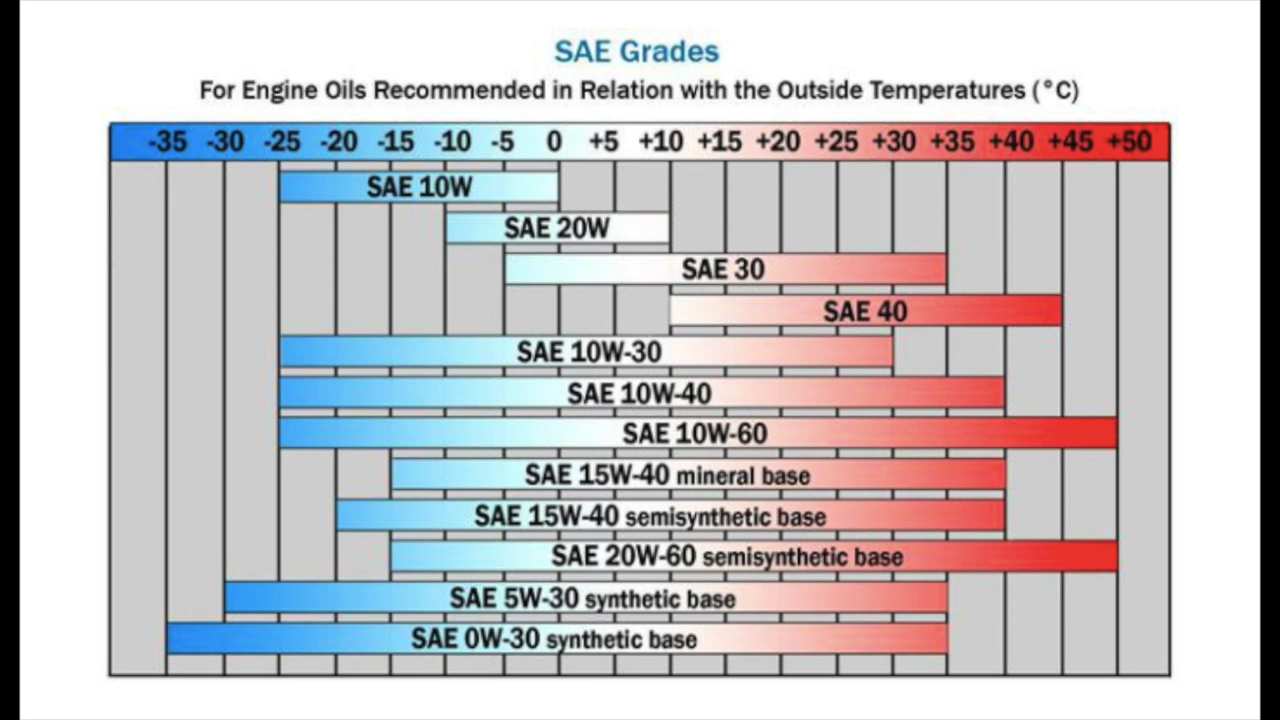 SAE Grades
For Engine Oils Recommended in Relation with the Outside Temperatures (°C)
-35 -30 -25 -20 -15 -10 -5 0 +5 +10 +15 +20 +25 +30 +35 +40 +45 +50
SAE 10W
SAE 20W
SAE 30
SAE 40
SAE 10W-30
SAE 10W-40
SAE 10W-60
SAE 15W-40 mineral base
SAE 15W-40 semisynthetic base
SAE 20W-60 semisynthetic base
SAE 5W-30 synthetic base
SAE 0W-30 synthetic base